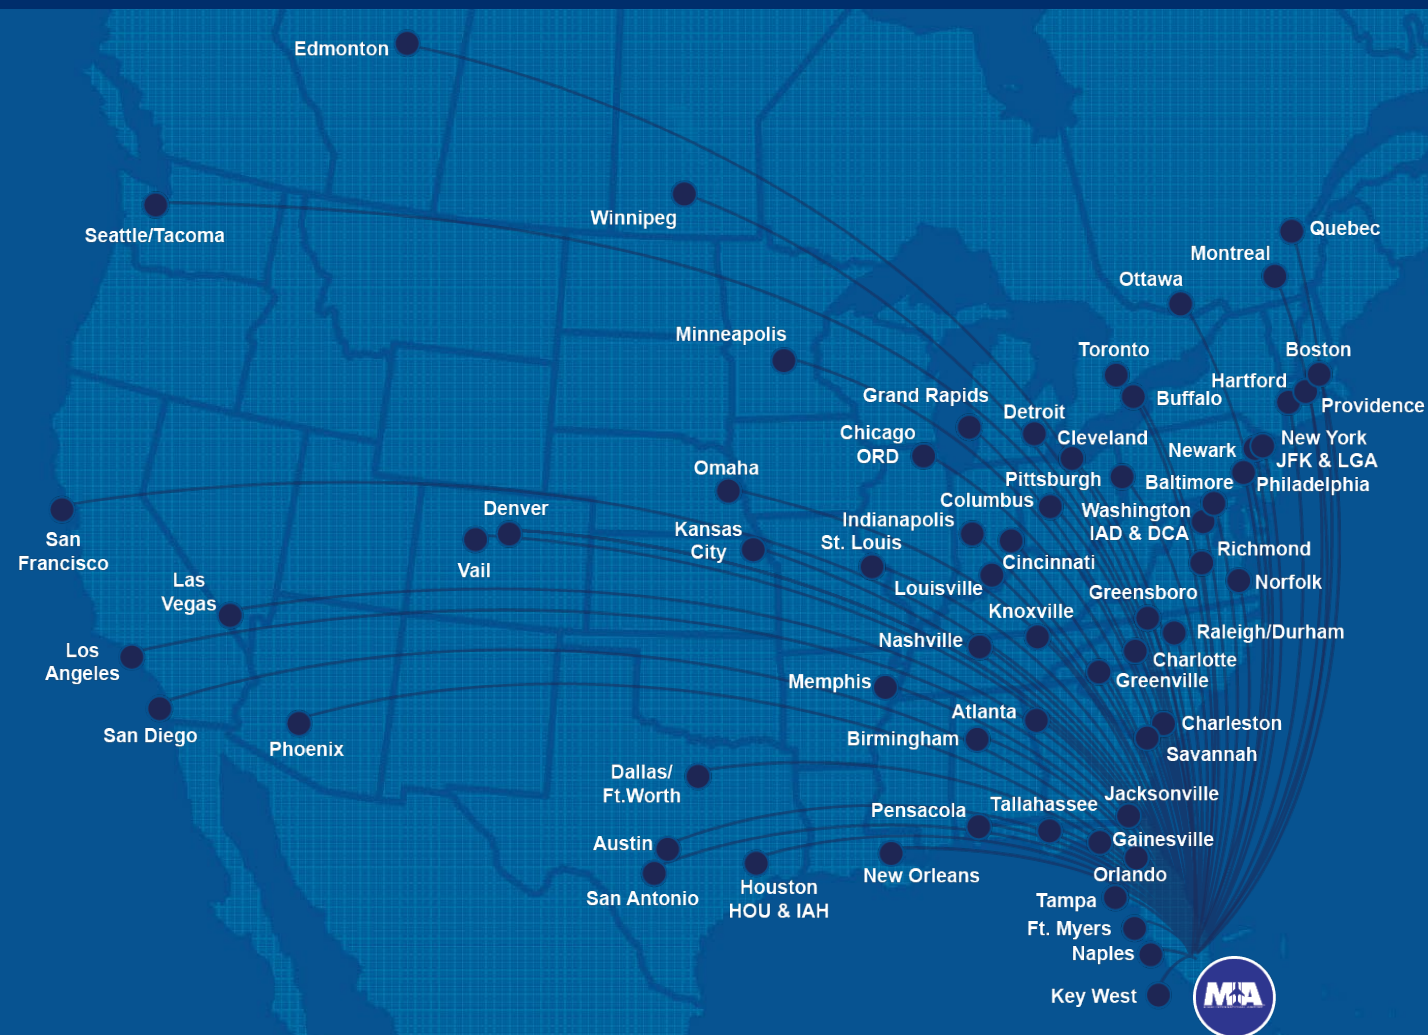 Edmonton
Winnipeg
Seattle/Tacoma
Quebec
Montreal
Ottawa
Minneapolis
Toronto
Boston
Hartford
Grand Rapids
Buffalo
Providence
Detroit
Chicago
ORD
Cleveland
New York
JFK & LGA
Newark
Omaha
Pittsburgh
Baltimore
Philadelphia
Columbus
Denver
Washington
IAD & DCA
Indianapolis
Kansas
City
St. Louis
San
Francisco
Richmond
Cincinnati
Vail
Las
Vegas
Louisville
Norfolk
Greensboro
Knoxville
Raleigh/Durham
Nashville
Los
Angeles
Charlotte
Greenville
Memphis
Atlanta
Charleston
San Diego
Birmingham
Phoenix
Savannah
Dallas/
Ft.Worth
Jacksonville
Tallahassee
Pensacola
Gainesville
Austin
Orlando
New Orleans
Houston
HOU & IAH
San Antonio
Tampa
Ft. Myers
Naples
Key West
MIA